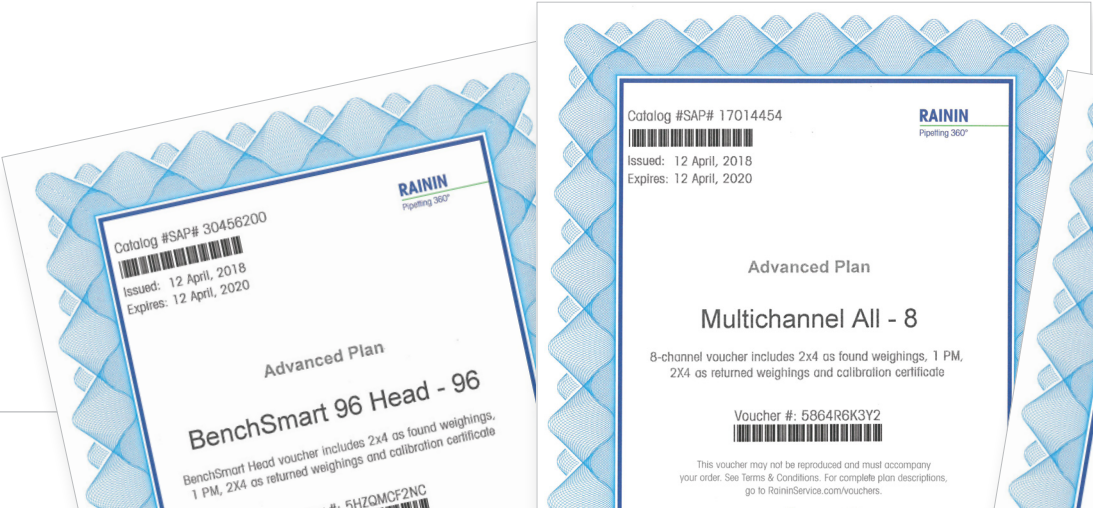 Catalog #SAP# 30456200
Issued: 12 April, 2018
Expires: 12 April, 2020
RAININ
Pipetting 360°
Advanced Plan
BenchSmart 96 Head - 96
BenchSmart Head voucher includes 2x4 as found weighings,
1 PM, 2X4 as returned weighings and calibration certificate
#: 5HZQMCF2NC
Catalog #SAP# 17014454
Issued: 12 April, 2018
Expires: 12 April, 2020
RAININ
Pipetting 360°
Advanced Plan
Multichannel All - 8
8-channel voucher includes 2x4 as found weighings, 1 PM,
2X4 as returned weighings and calibration certificate
Voucher #: 5864R6K3Y2
This voucher may not be reproduced and must accompany
your order. See Terms & Conditions. For complete plan descriptions,
go to RaininService.com/vouchers.